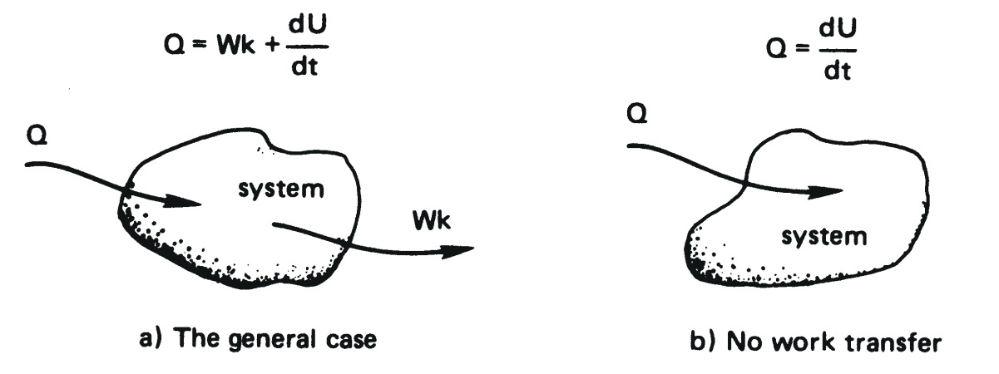 Q = Wk + dU/dt
Q
system
Wk
a) The general case
Q = dU/dt
Q
system
b) No work transfer